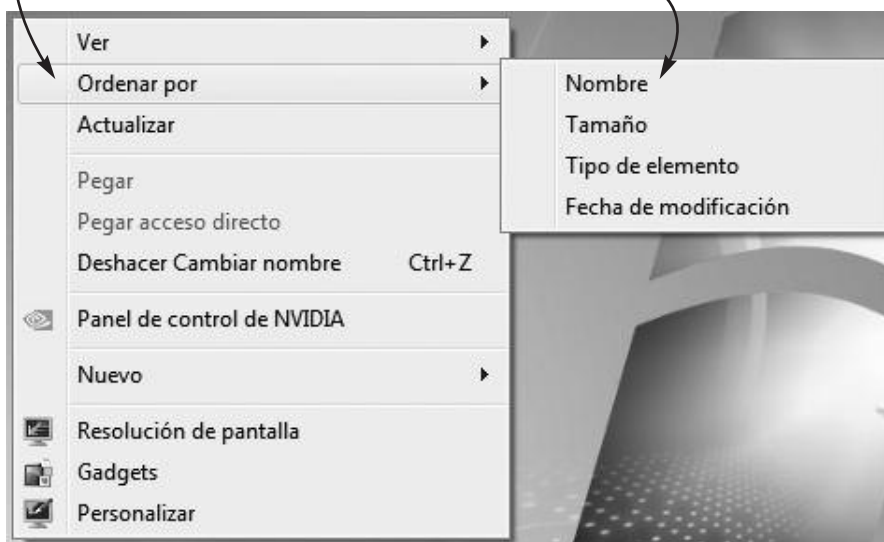 Ver
Ordenar por
Actualizar
Pegar
Pegar acceso directo
Deshacer Cambiar nombre Ctrl+Z
Panel de control de NVIDIA
Nuevo
Resolución de pantalla
Gadgets
Personalizar
Nombre
Tamaño
Tipo de elemento
Fecha de modificación